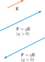 E
F = qE
(q > 0)
F = qE
(q < 0)